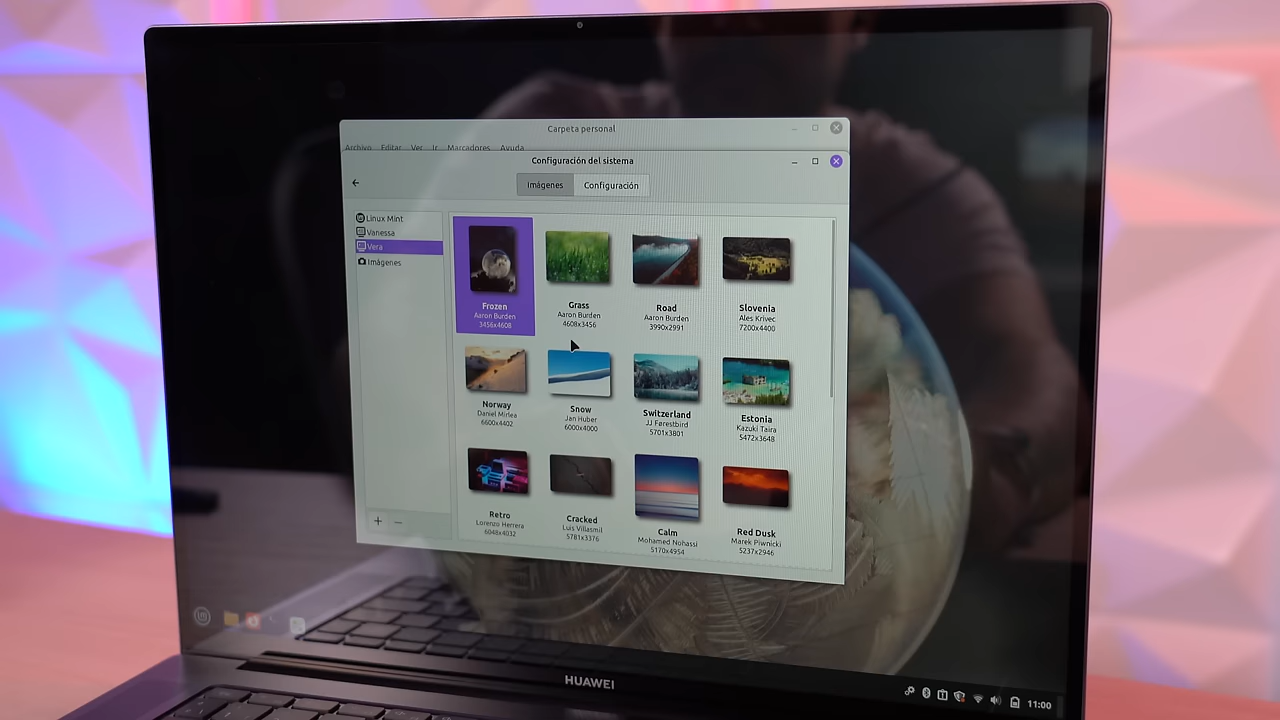 Carpeta personal
Archivo Editar Ver Ir Marcadores Ayuda
Configuración del sistema
Imágenes Configuración
Linux Mint
Vanessa
Vera
Imágenes
Frozen
Aaron Burden
3456x4608
Grass
Aaron Burden
4608x3456
Road
Aaron Burden
3990x2991
Slovenia
Ales Krivec
7200x4400
Norway
Daniel Mirlea
6600x4402
Snow
Jan Huber
6000x4000
Switzerland
JJ Førestbird
5701x3801
Estonia
Kazuki Taira
5472x3648
Retro
Lorenzo Herrera
6048x4032
Cracked
Luis Villasmil
5781x3376
Calm
Mohamed Nohassi
5170x4954
Red Dusk
Marek Piwnicki
5237x2946
11:00
HUAWEI